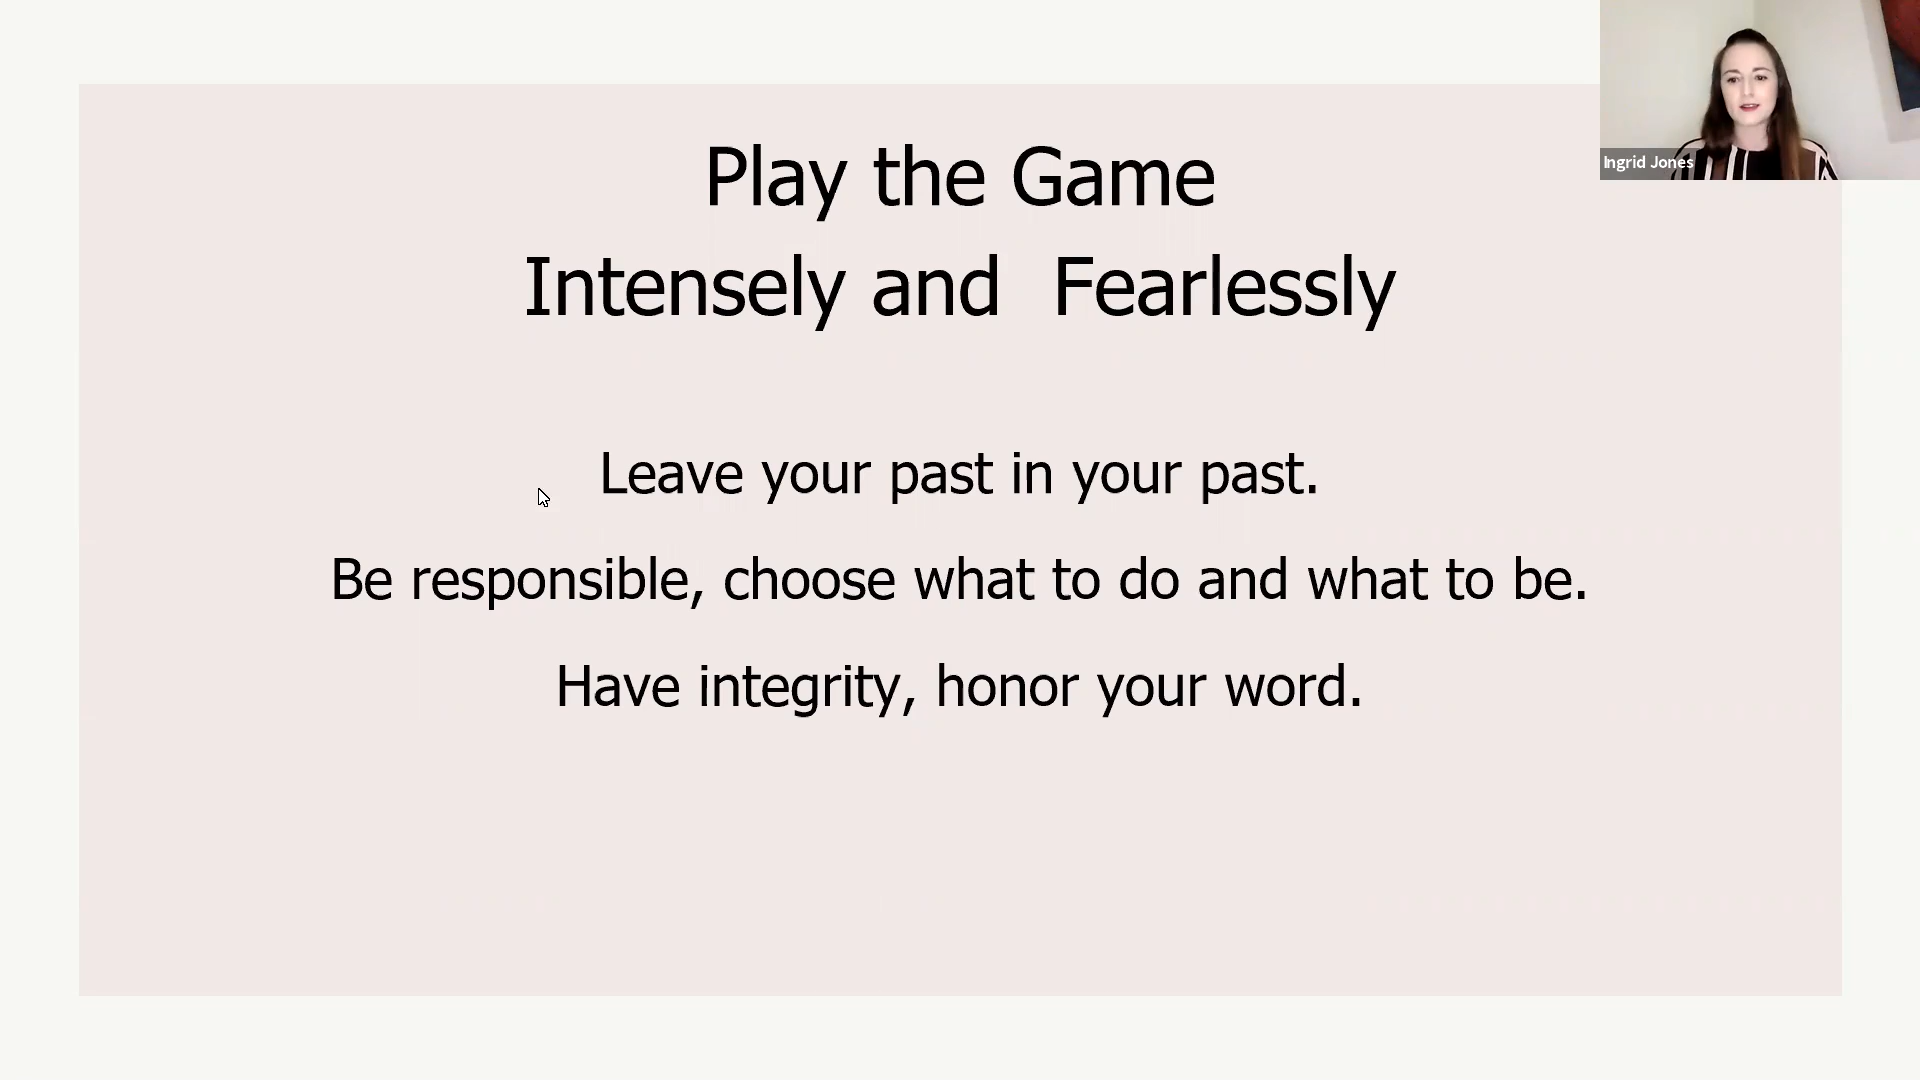 Play the Game
Intensely and  Fearlessly
Leave your past in your past.
Be responsible, choose what to do and what to be.
Have integrity, honor your word.
Ingrid Jones